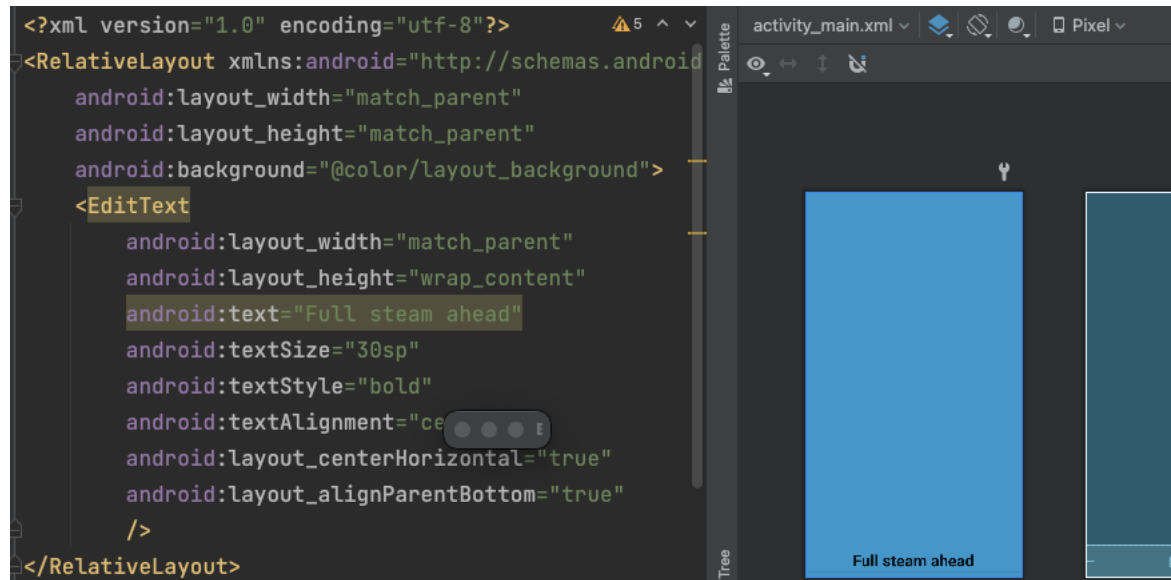 <?xml version="1.0" encoding="utf-8"?>
5
<RelativeLayout xmlns:android="http://schemas.android
android:layout_width="match_parent"
android:layout_height="match_parent"
android:background="@color/layout_background">
<EditText
android:layout_width="match_parent"
android:layout_height="wrap_content"
android:text="Full steam ahead"
android:textSize="30sp"
android:textStyle="bold"
android:textAlignment="ce
android:layout_centerHorizontal="true"
android:layout_alignParentBottom="true"
/>
</RelativeLayout>
Palette
Tree
activity_main.xml
Pixel
Full steam ahead